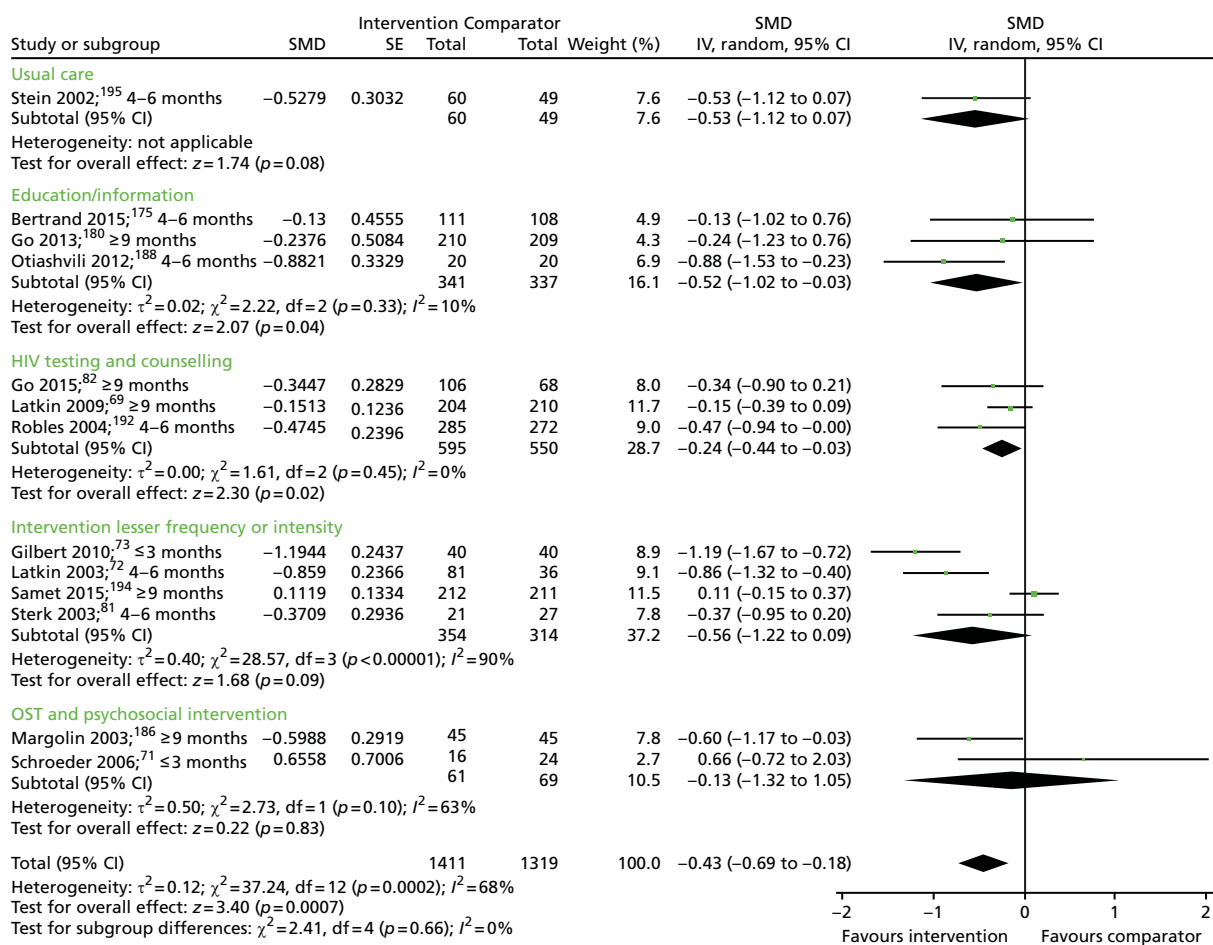 Intervention Comparator SMD SMD
Study or subgroup SMD SE Total Total Weight (%) IV, random, 95% CI IV, random, 95% CI
Usual care
Stein 2002;195 4–6 months −0.5279 0.3032 60 49 7.6 −0.53 (−1.12 to 0.07)
Subtotal (95% CI) 60 49 7.6 −0.53 (−1.12 to 0.07)
Heterogeneity: not applicable
Test for overall effect: z=1.74 (p=0.08)
Education/information
Bertrand 2015;175 4–6 months −0.13 0.4555 111 108 4.9 −0.13 (−1.02 to 0.76)
Go 2013;180 ≥9 months −0.2376 0.5084 210 209 4.3 −0.24 (−1.23 to 0.76)
Otiashvili 2012;188 4–6 months −0.8821 0.3329 20 20 6.9 −0.88 (−1.53 to −0.23)
Subtotal (95% CI) 341 337 16.1 −0.52 (−1.02 to −0.03)
Heterogeneity: τ2=0.02; χ2=2.22, df=2 (p=0.33); I2=10%
Test for overall effect: z=2.07 (p=0.04)
HIV testing and counselling
Go 2015;82 ≥9 months −0.3447 0.2829 106 68 8.0 −0.34 (−0.90 to 0.21)
Latkin 2009;69 ≥9 months −0.1513 0.1236 204 210 11.7 −0.15 (−0.39 to 0.09)
Robles 2004;192 4–6 months −0.4745 0.2396 285 272 9.0 −0.47 (−0.94 to −0.00)
Subtotal (95% CI) 595 550 28.7 −0.24 (−0.44 to −0.03)
Heterogeneity: τ2=0.00; χ2=1.61, df=2 (p=0.45); I2=0%
Test for overall effect: z=2.30 (p=0.02)
Intervention lesser frequency or intensity
Gilbert 2010;73 ≤3 months −1.1944 0.2437 40 40 8.9 −1.19 (−1.67 to −0.72)
Latkin 2003;72 4–6 months −0.859 0.2366 81 36 9.1 −0.86 (−1.32 to −0.40)
Samet 2015;194 ≥9 months 0.1119 0.1334 212 211 11.5 0.11 (−0.15 to 0.37)
Sterk 2003;81 4–6 months −0.3709 0.2936 21 27 7.8 −0.37 (−0.95 to 0.20)
Subtotal (95% CI) 354 314 37.2 −0.56 (−1.22 to 0.09)
Heterogeneity: τ2=0.40; χ2=28.57, df=3 (p<0.00001); I2=90%
Test for overall effect: z=1.68 (p=0.09)
OST and psychosocial intervention
Margolin 2003;186 ≥9 months −0.5988 0.2919 45 45 7.8 −0.60 (−1.17 to −0.03)
Schroeder 2006;71 ≤3 months 0.6558 0.7006 16 24 2.7 0.66 (−0.72 to 2.03)
Subtotal (95% CI) 61 69 10.5 −0.13 (−1.32 to 1.05)
Heterogeneity: τ2=0.50; χ2=2.73, df=1 (p=0.10); I2=63%
Test for overall effect: z=0.22 (p=0.83)
Total (95% CI) 1411 1319 100.0 −0.43 (−0.69 to −0.18)
Heterogeneity: τ2=0.12; χ2=37.24, df=12 (p=0.0002); I2=68%
Test for overall effect: z=3.40 (p=0.0007)
Test for subgroup differences: χ2=2.41, df=4 (p=0.66); I2=0%
−2 −1 0 1 2
Favours intervention Favours comparator